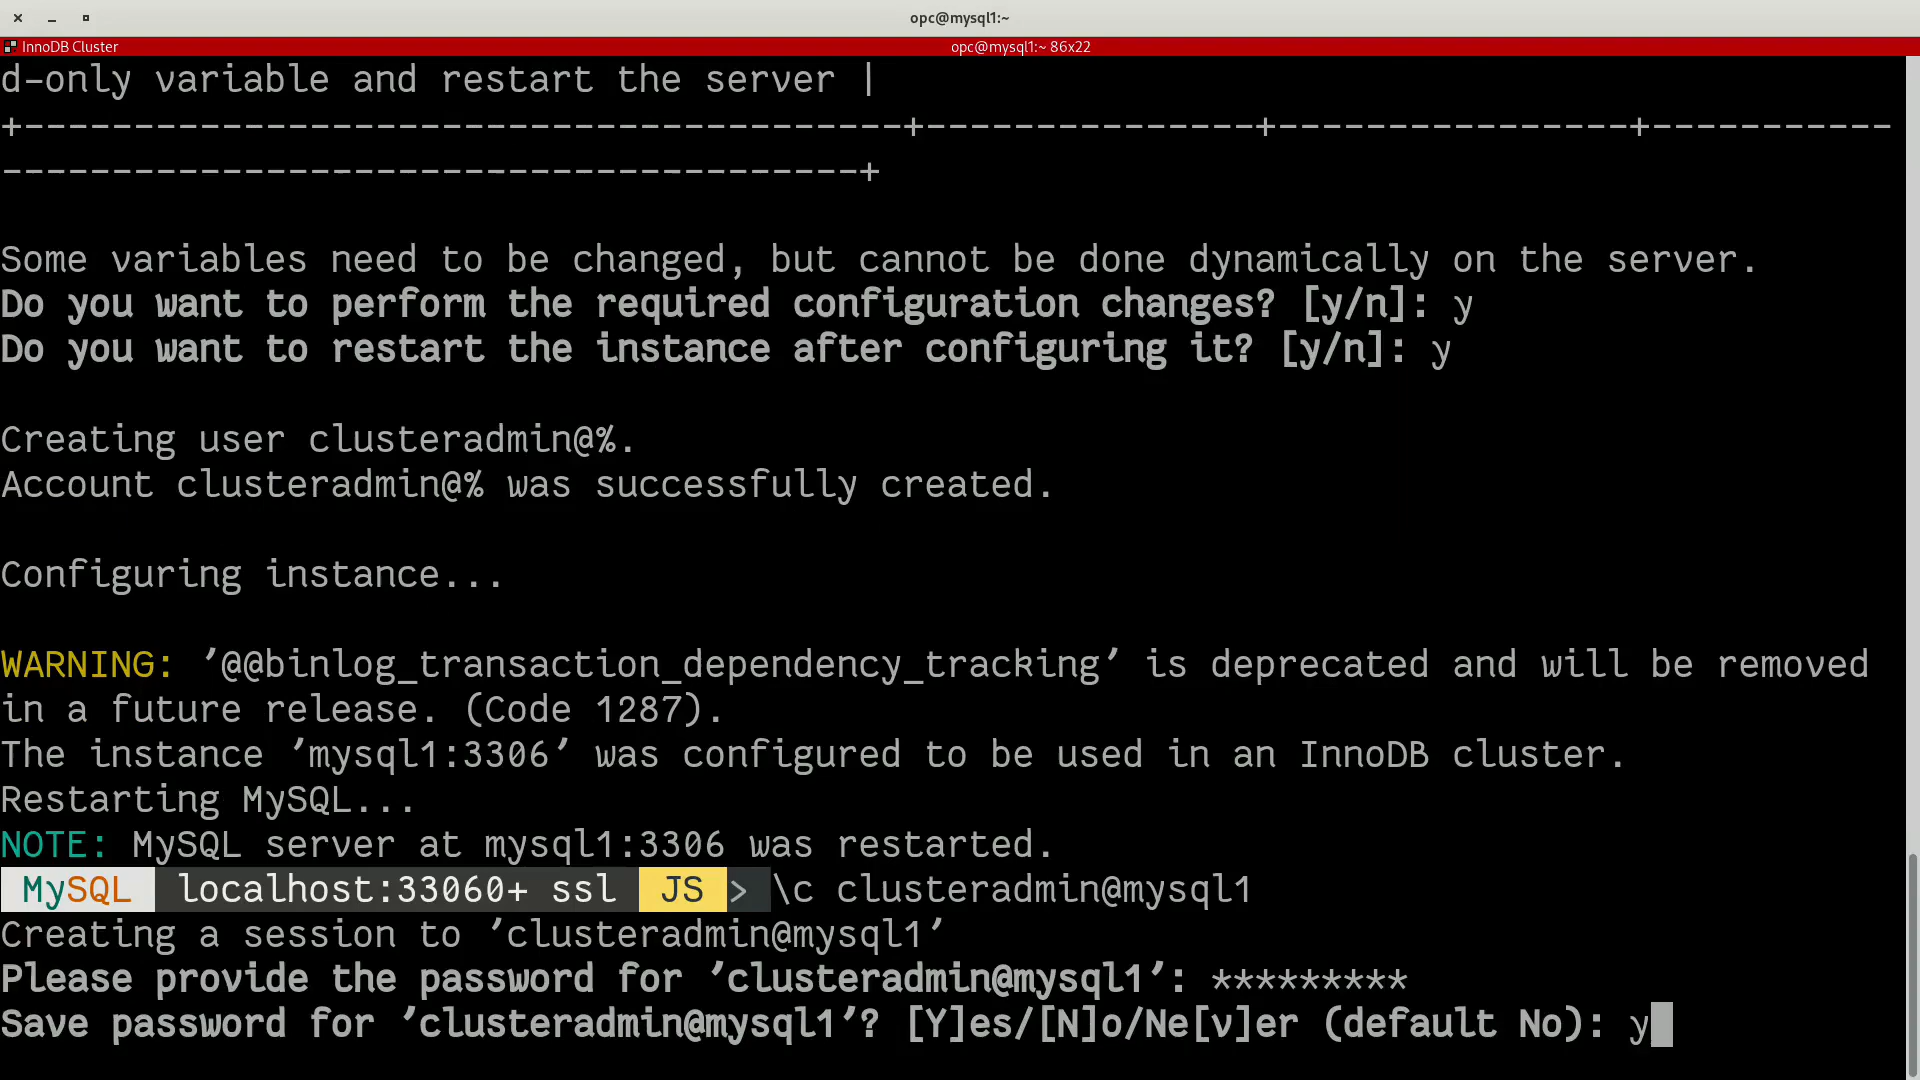 opc@mysql1:~
InnoDB Cluster
opc@mysql1:~ 86x22
d-only variable and restart the server |
+----------------------------------------+---------------+----------------+------------
---------------------------------------+
Some variables need to be changed, but cannot be done dynamically on the server.
Do you want to perform the required configuration changes? [y/n]: y
Do you want to restart the instance after configuring it? [y/n]: y
Creating user clusteradmin@%.
Account clusteradmin@% was successfully created.
Configuring instance...
WARNING: '@@binlog_transaction_dependency_tracking' is deprecated and will be removed
in a future release. (Code 1287).
The instance 'mysql1:3306' was configured to be used in an InnoDB cluster.
Restarting MySQL...
NOTE: MySQL server at mysql1:3306 was restarted.
MySQL localhost:33060+ ssl JS > \c clusteradmin@mysql1
Creating a session to 'clusteradmin@mysql1'
Please provide the password for 'clusteradmin@mysql1': *********
Save password for 'clusteradmin@mysql1'? [Y]es/[N]o/Ne[v]er (default No): y